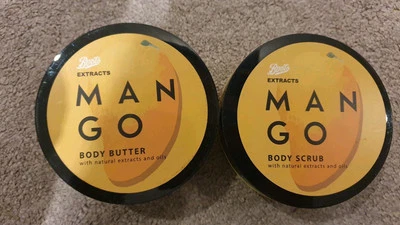 Boots
EXTRACTS
MAN
GO
BODY BUTTER
with natural extracts and oils
Boots
EXTRACTS
MAN
GO
BODY SCRUB
with natural extracts and oils